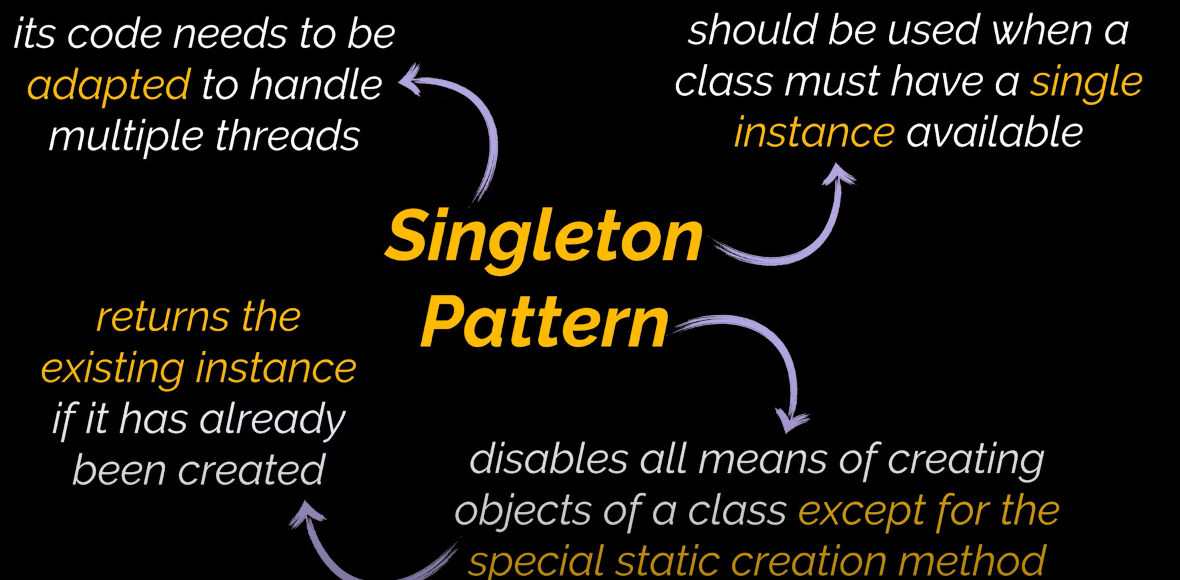 its code needs to be
adapted to handle
multiple threads
should be used when a
class must have a single
instance available
Singleton
Pattern
returns the
existing instance
if it has already
been created
disables all means of creating
objects of a class except for the
special static creation method